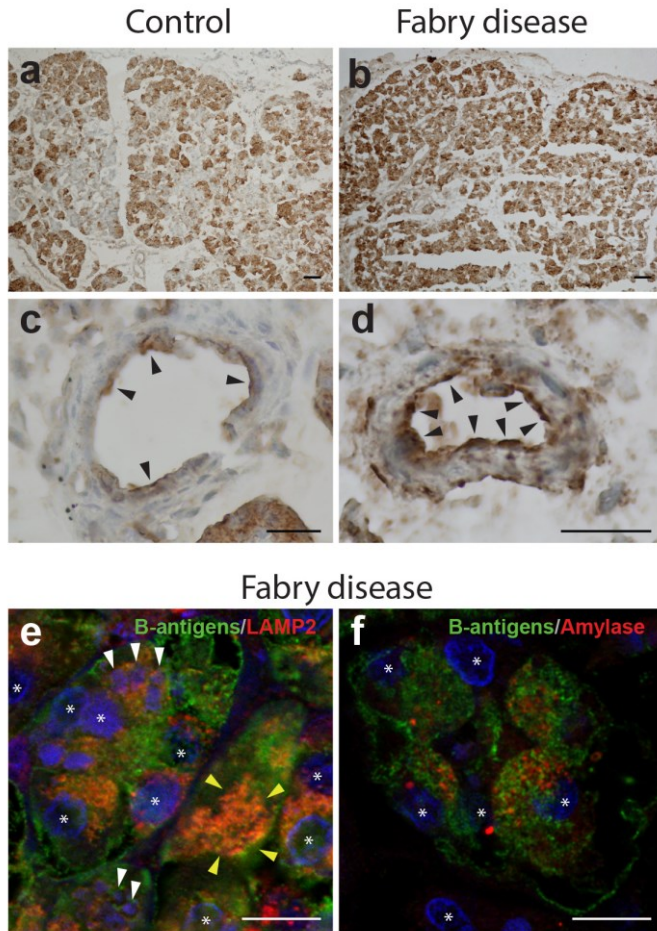 Control Fabry disease
a b
c d
Fabry disease
e B-antigens/LAMP2 f B-antigens/Amylase
* * * * * * * * *
* * * * * *